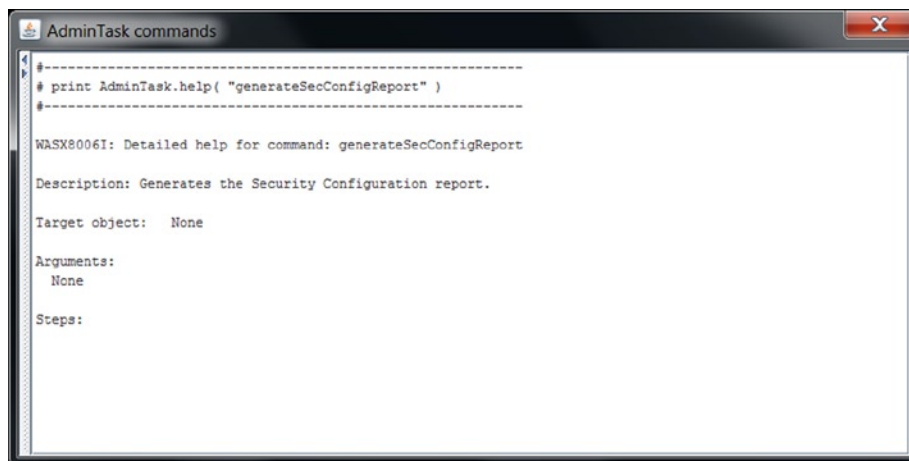 AdminTask commands
#-------------------------------------------------------------
# print AdminTask.help( "generateSecConfigReport" )
#-------------------------------------------------------------
WASX8006I: Detailed help for command: generateSecConfigReport
Description: Generates the Security Configuration report.
Target object:   None
Arguments:
  None
Steps: